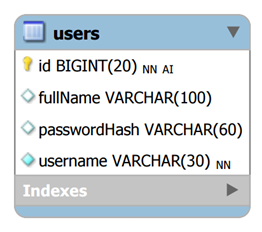 users
id BIGINT(20) NN AI
fullName VARCHAR(100)
passwordHash VARCHAR(60)
username VARCHAR(30) NN
Indexes